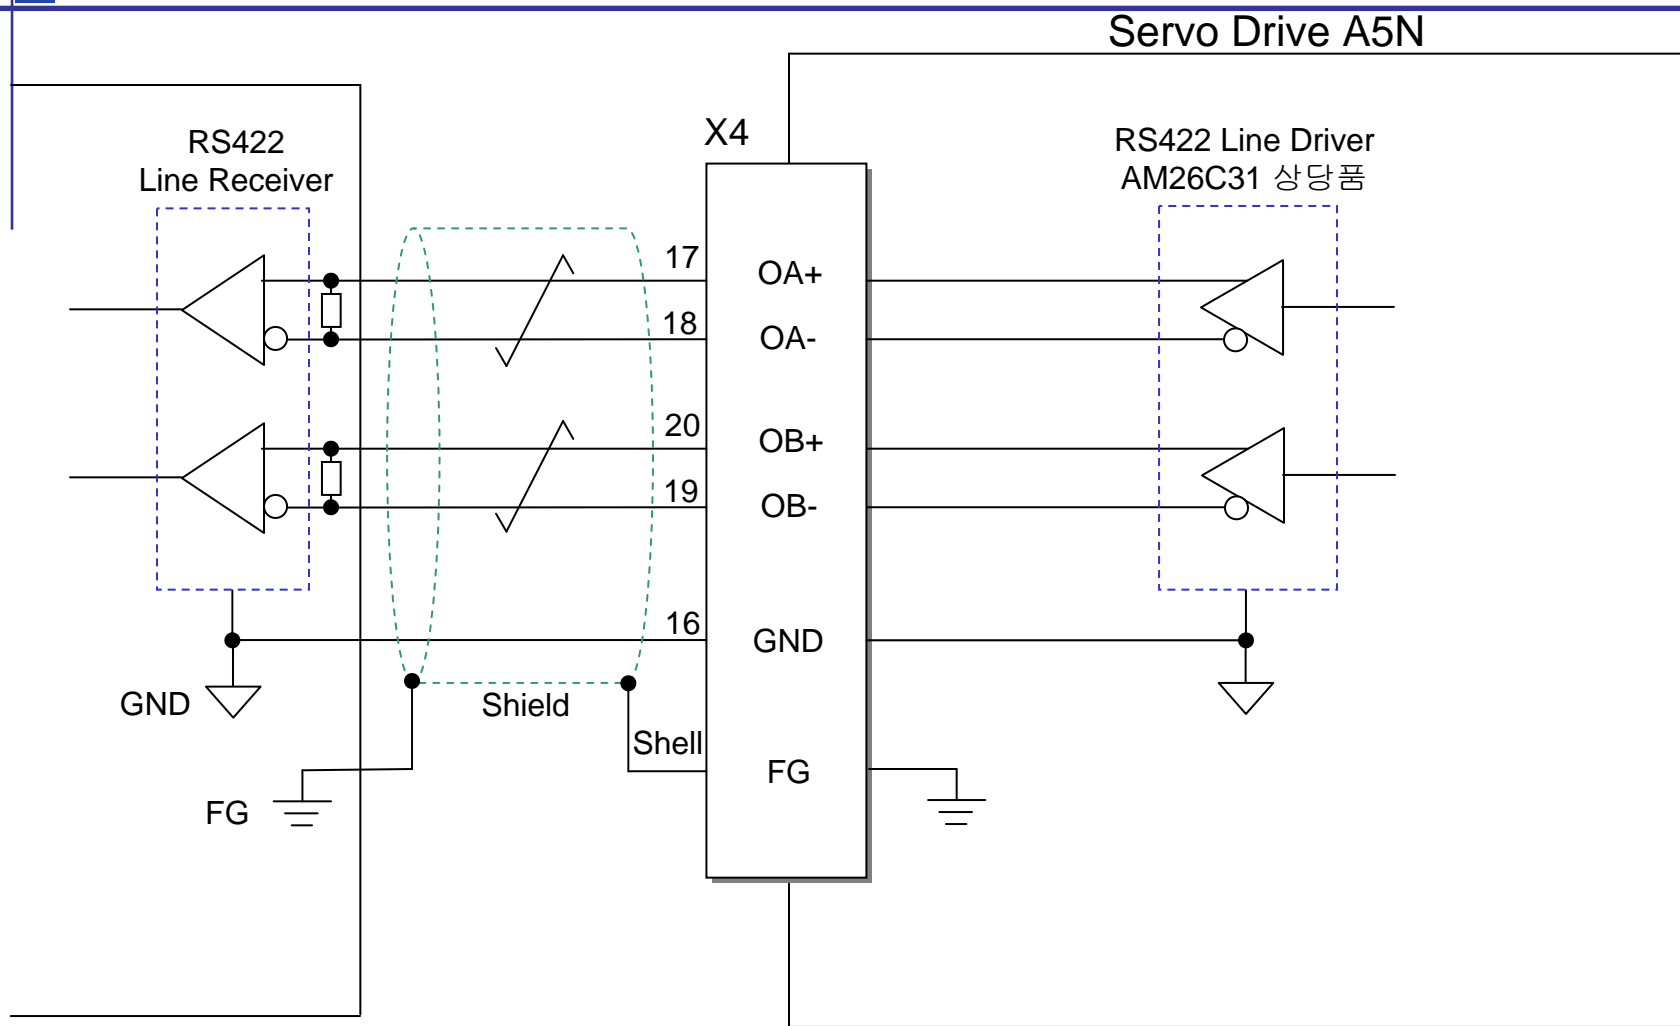 Servo Drive A5N
X4
RS422
Line Receiver
RS422 Line Driver
AM26C31 상당품
17
OA+
18
OA-
20
OB+
19
OB-
16
GND
GND
Shield
Shell
FG
FG